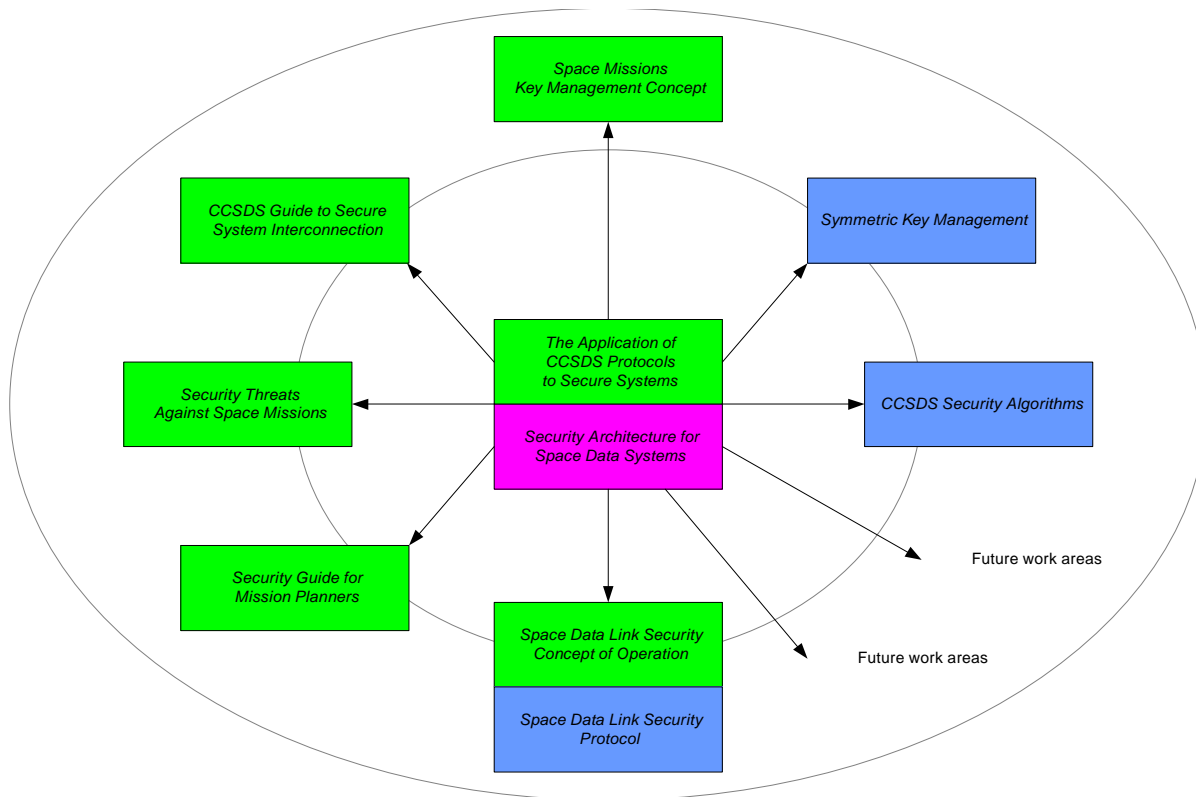 Space Missions
Key Management Concept
CCSDS Guide to Secure
System Interconnection
Symmetric Key Management
The Application of
CCSDS Protocols
to Secure Systems
Security Threats
Against Space Missions
CCSDS Security Algorithms
Security Architecture for
Space Data Systems
Future work areas
Security Guide for
Mission Planners
Space Data Link Security
Concept of Operation
Future work areas
Space Data Link Security
Protocol